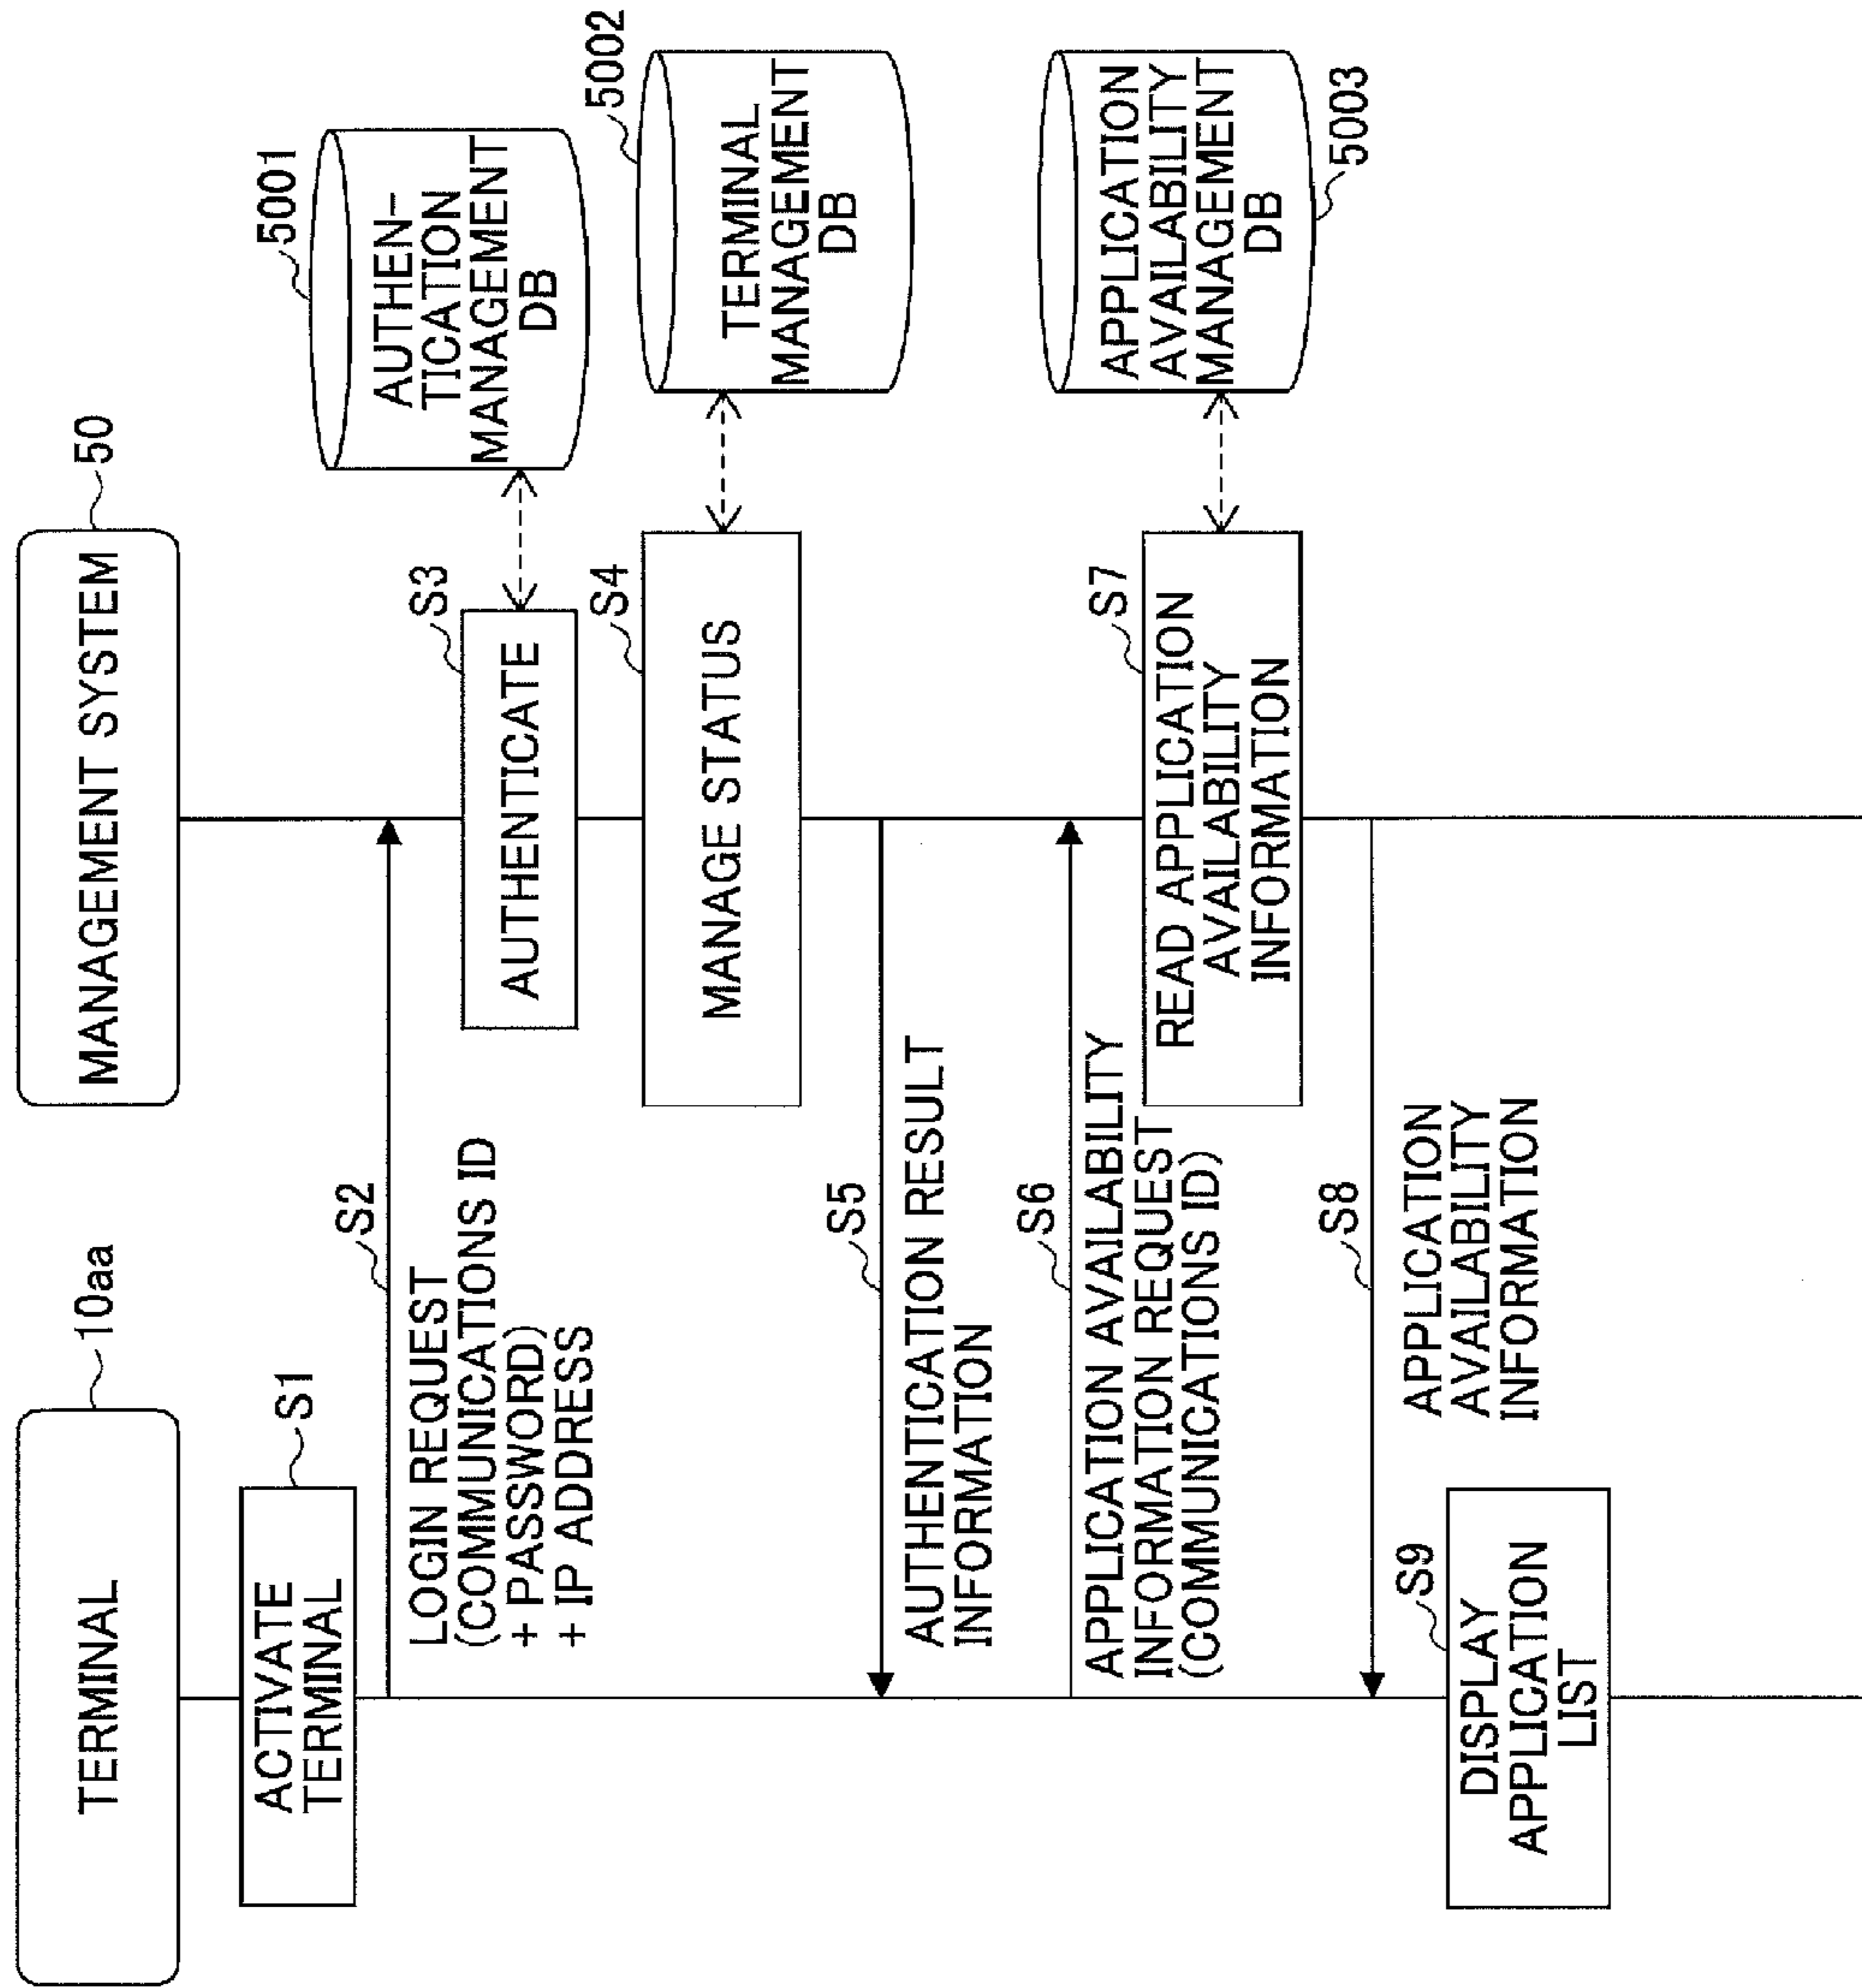 TERMINAL
10aa
MANAGEMENT SYSTEM
50
ACTIVATE
TERMINAL
S1
S2
LOGIN REQUEST
(COMMUNICATIONS ID
+ PASSWORD)
+ IP ADDRESS
AUTHENTICATE
S3
AUTHEN-
TICATION
MANAGEMENT
DB
5001
MANAGE STATUS
S4
TERMINAL
MANAGEMENT
DB
5002
S5
AUTHENTICATION RESULT
INFORMATION
S6
APPLICATION AVAILABILITY
INFORMATION REQUEST
(COMMUNICATIONS ID)
READ APPLICATION
AVAILABILITY
INFORMATION
S7
APPLICATION
AVAILABILITY
MANAGEMENT
DB
5003
S8
APPLICATION
AVAILABILITY
INFORMATION
DISPLAY
APPLICATION
LIST
S9